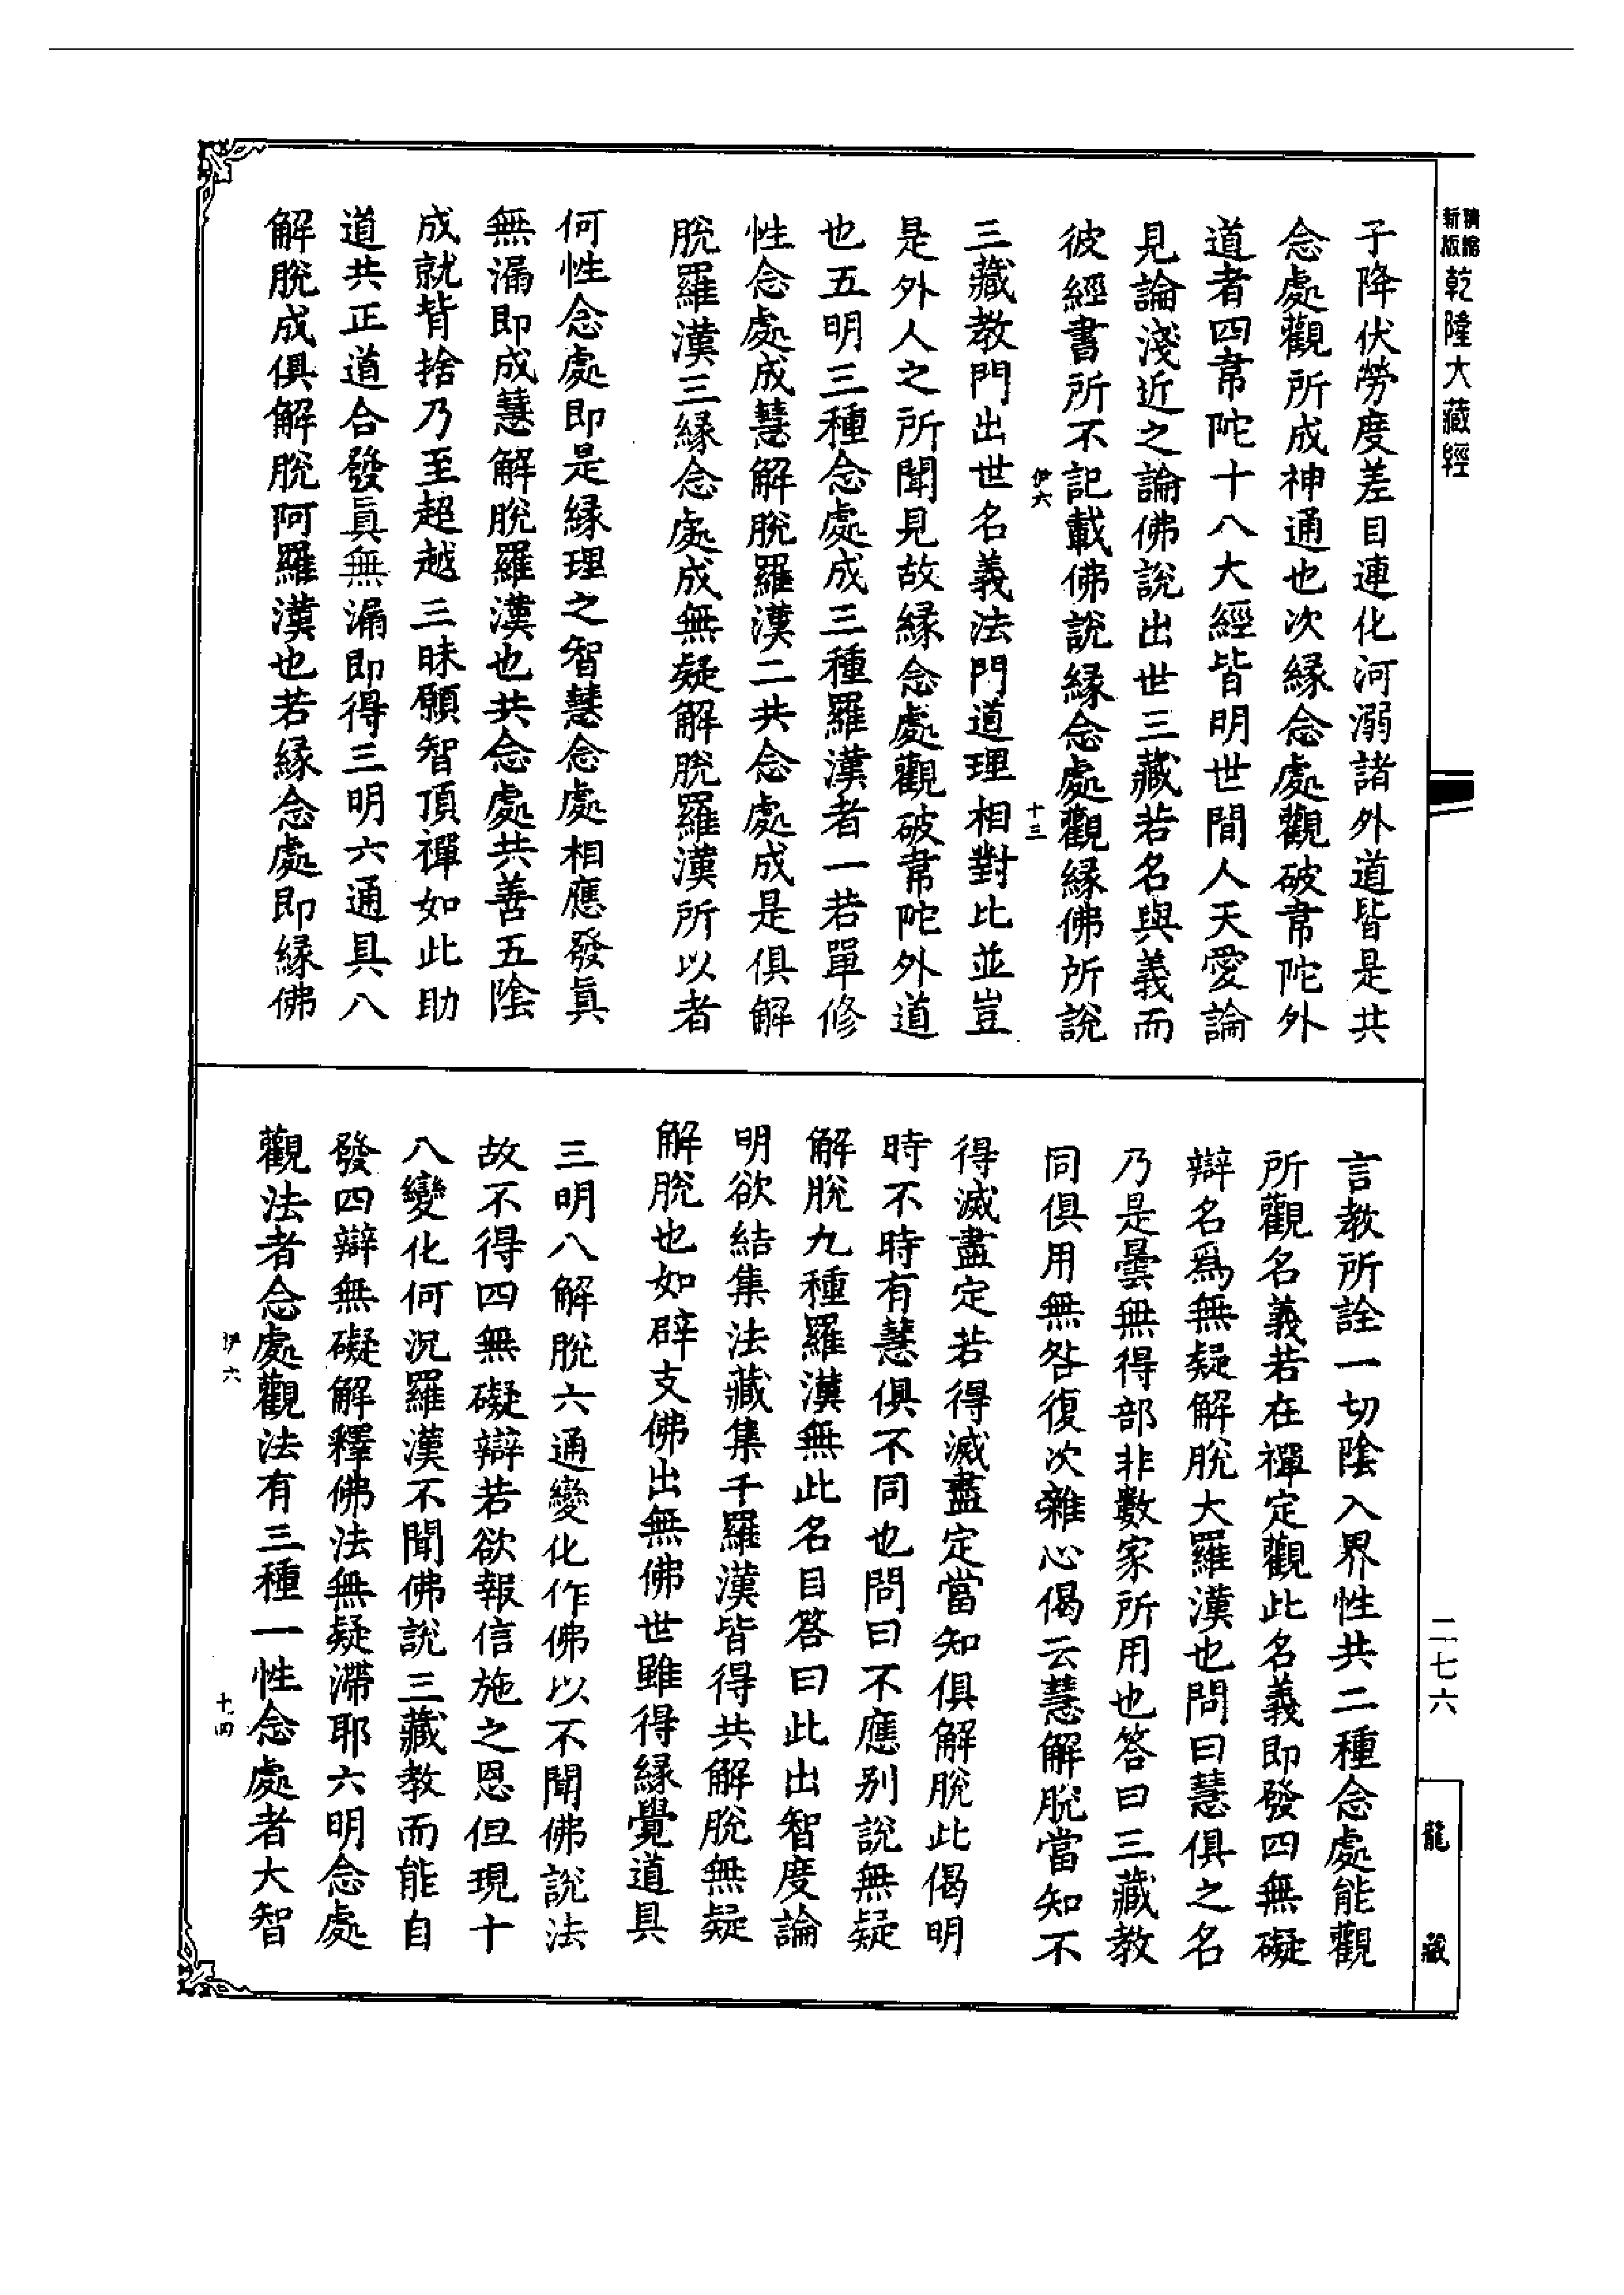 精縮
新版
乾隆大藏經
子降伏勞度差目連化河溺諸外道皆是共
念處觀所成神通也次緣念處觀破韋陀外
道者四韋陀十八大經皆明世間人天愛論
見論淺近之論佛說出世三藏若名與義而
彼經書所不記載佛說緣念處觀緣佛所說
伊六
十三
三藏教門出世名義法門道理相對比並豈
是外人之所聞見故緣念處觀破韋陀外道
也五明三種念處成三種羅漢者一若單修
性念處成慧解脫羅漢二共念處成是俱解
脫羅漢三緣念處成無疑解脫羅漢所以者
何性念處即是緣理之智慧念處相應發眞
無漏即成慧解脫羅漢也共念處共善五陰
成就背捨乃至超越三昧願智頂禪如此助
道共正道合發眞無漏即得三明六通具八
解脫成俱解脫阿羅漢也若緣念處即緣佛
言教所詮一切陰入界性共二種念處能觀
所觀名義若在禪定觀此名義即發四無礙
辯名爲無疑解脫大羅漢也問曰慧俱之名
乃是曇無得部非數家所用也答曰三藏教
同俱用無咎復次雜心偈云慧解脫當知不
得滅盡定若得滅盡定當知俱解脫此偈明
時不時有慧俱不同也問曰不應別說無疑
解脫九種羅漢無此名目答曰此出智度論
明欲結集法藏集千羅漢皆得共解脫無疑
解脫也如辟支佛出無佛世雖得緣覺道具
三明八解脫六通變化作佛以不聞佛說法
故不得四無礙辯若欲報信施之恩但現十
八變化何況羅漢不聞佛說三藏教而能自
發四辯無礙解釋佛法無疑滯耶六明念處
觀法者念處觀法有三種一性念處者大智
伊六
十四
二七六
龍藏